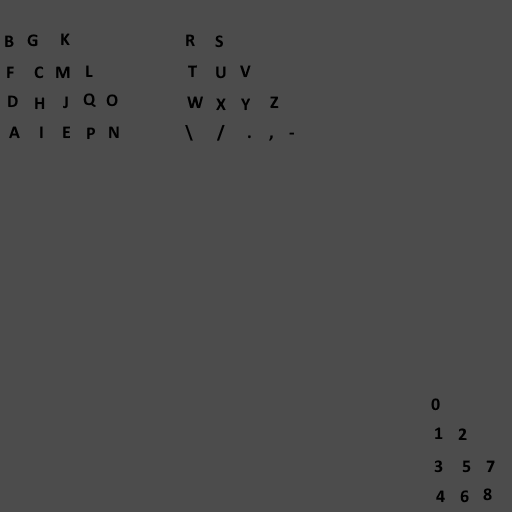 B G K R S
F C M L T U V
D H J Q O W X Y Z
A I E P N \ / . , -
0
1 2
3 5 7
4 6 8